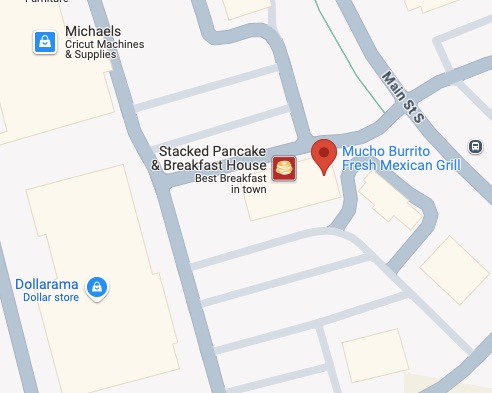 Michaels
Cricut Machines
& Supplies
Main St S
Stacked Pancake
& Breakfast House
Best Breakfast
in town
Mucho Burrito
Fresh Mexican Grill
Dollarama
Dollar store